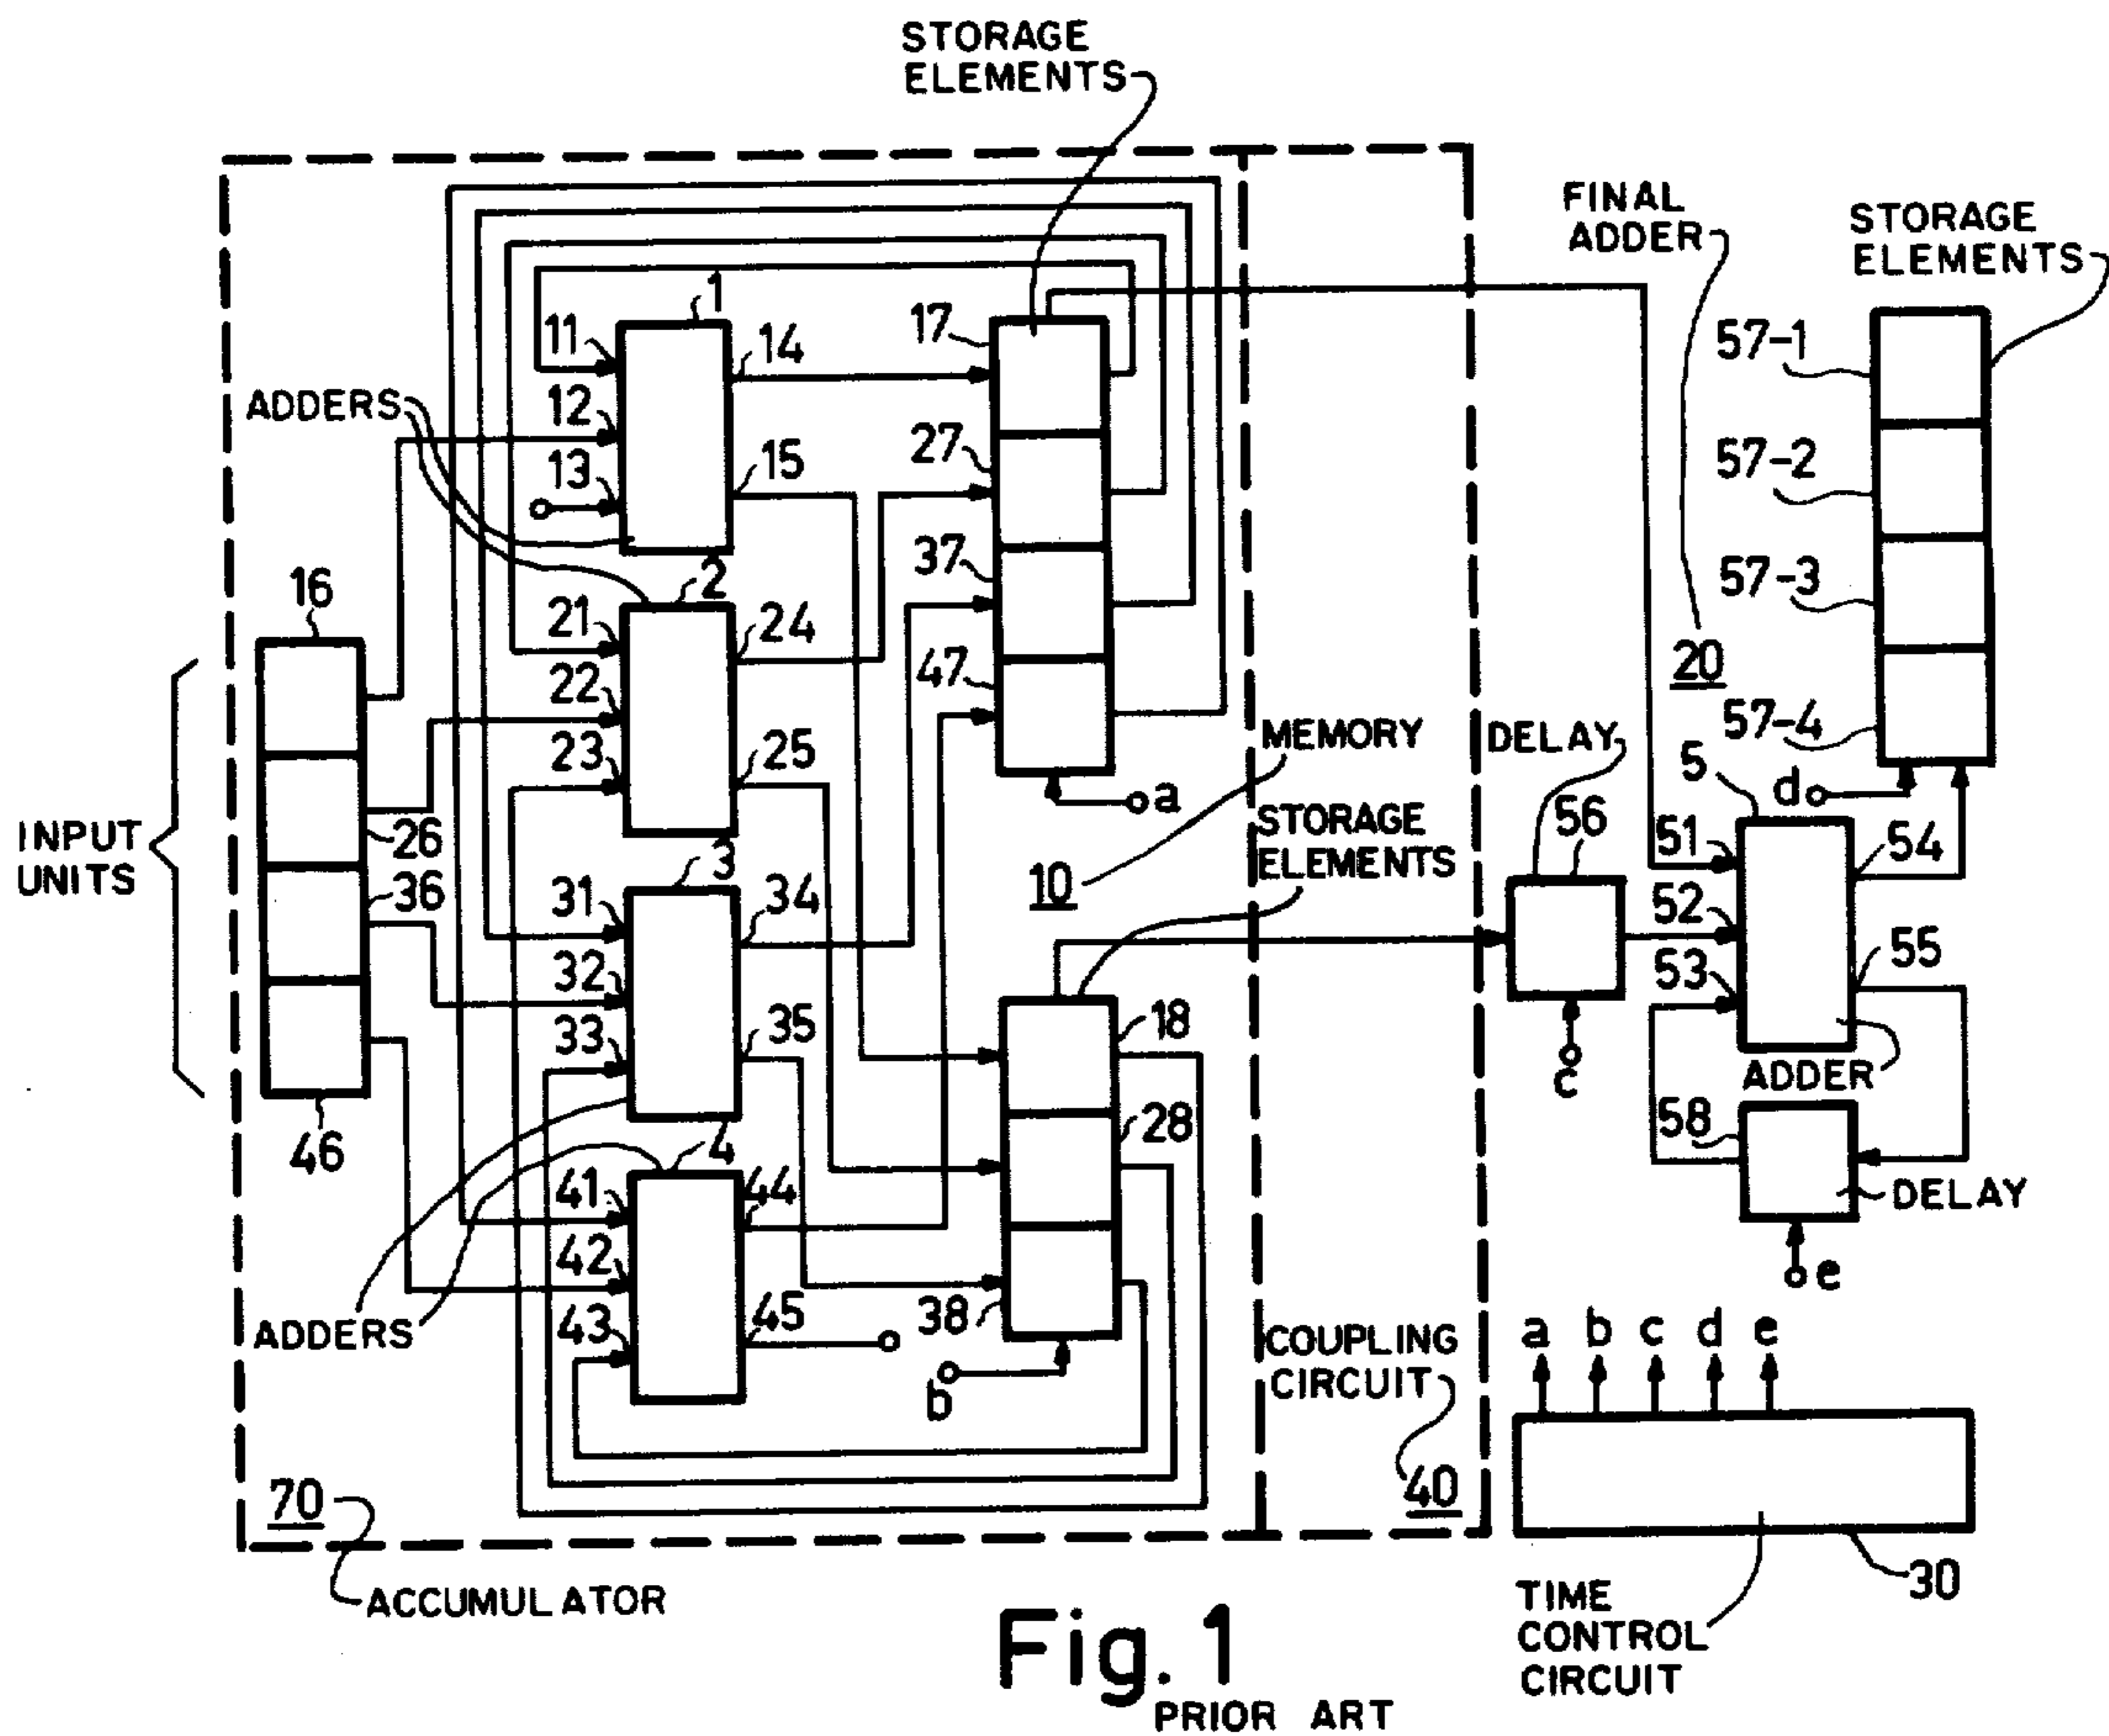 STORAGE
ELEMENTS
FINAL
ADDER
STORAGE
ELEMENTS
1
11
14
17
57-1
ADDERS
12
27
15
57-2
13
16
2
37
57-3
21
24
47
20
22
57-4
MEMORY
DELAY
23
25
5
a
d
56
INPUT
UNITS
26
3
STORAGE
ELEMENTS
51
54
36
10
31
34
52
32
53
55
35
18
33
c
ADDER
46
4
28
58
41
44
DELAY
42
e
ADDERS
43
45
38
COUPLING
CIRCUIT
a b c d e
b
70
40
30
ACCUMULATOR
TIME
CONTROL
CIRCUIT
Fig. 1
PRIOR ART